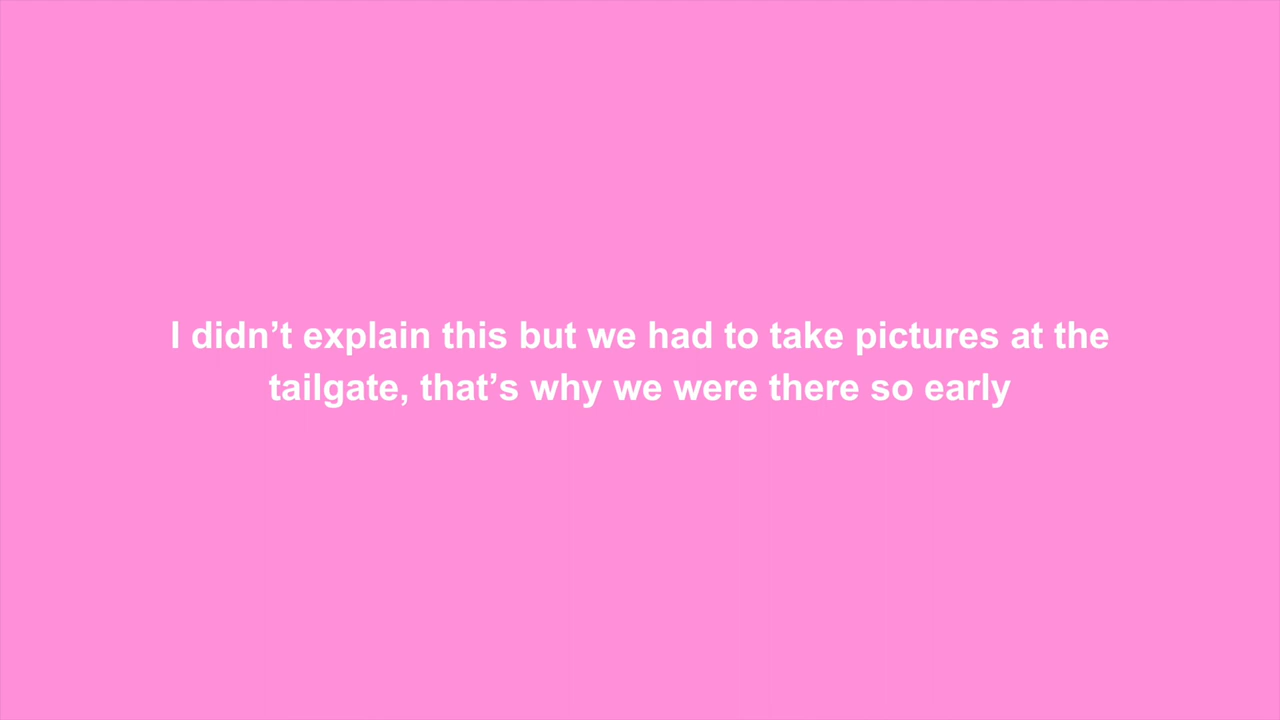 I didn’t explain this but we had to take pictures at the
tailgate, that’s why we were there so early